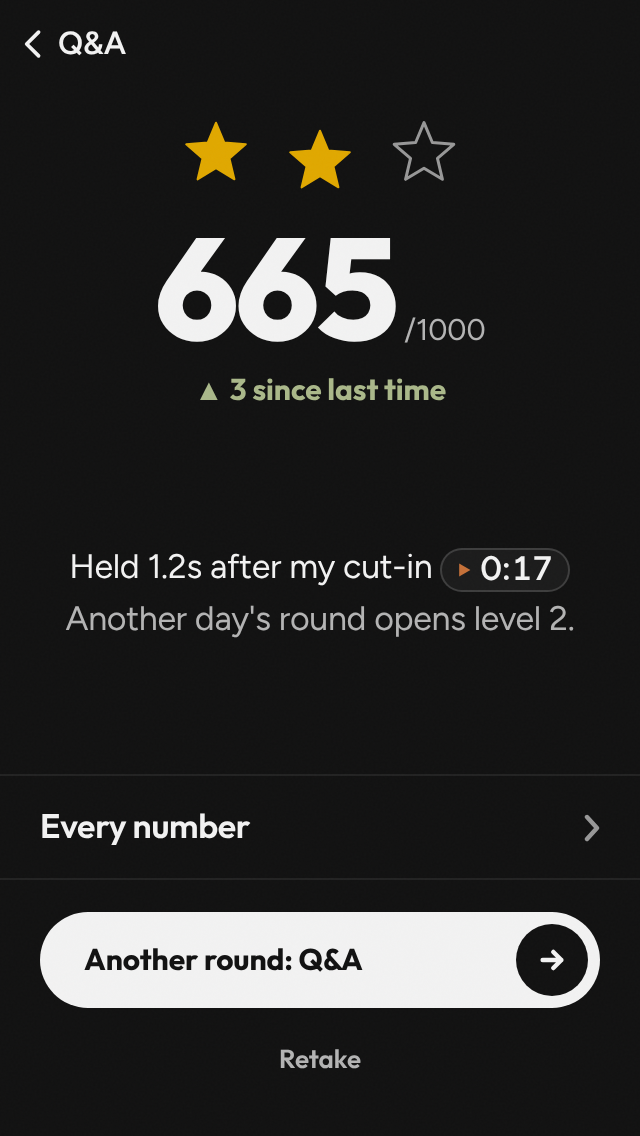 Q&A
665 /1000
▲ 3 since last time
Held 1.2s after my cut-in ▶ 0:17
Another day's round opens level 2.
Every number
Another round: Q&A
Retake